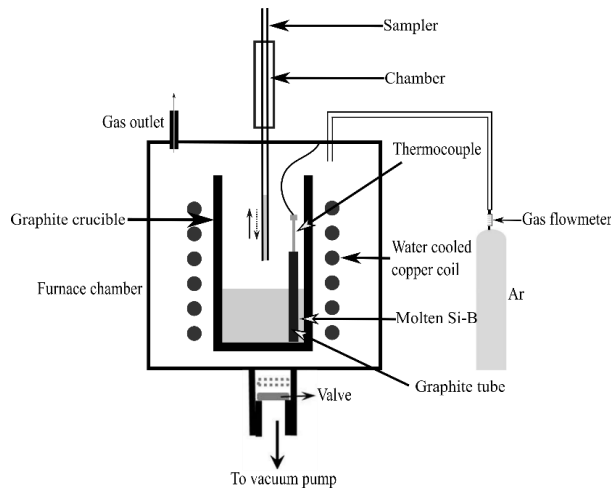 Sampler
Chamber
Gas outlet
Thermocouple
Graphite crucible
Gas flowmeter
Water cooled
copper coil
Furnace chamber
Ar
Molten Si-B
Graphite tube
Valve
To vacuum pump